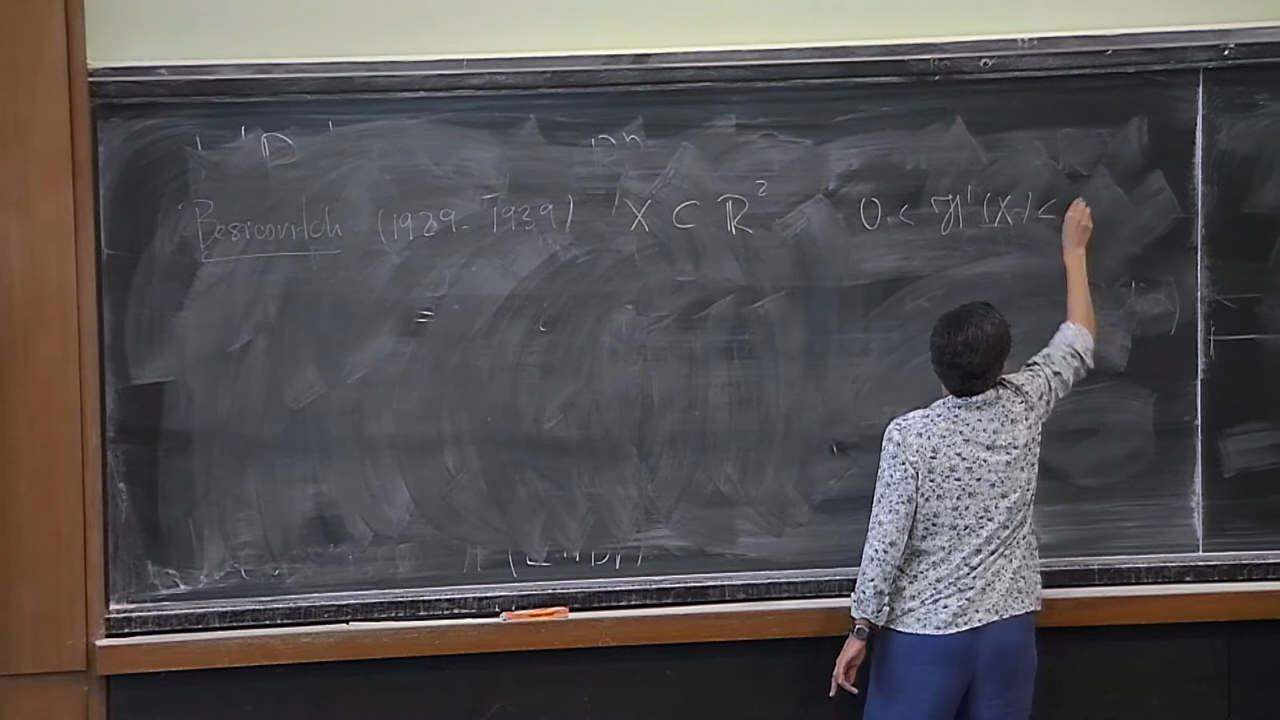 Besicovitch (1929-1939) X ⊂ ℝ² 0 < ℋ¹(X) <